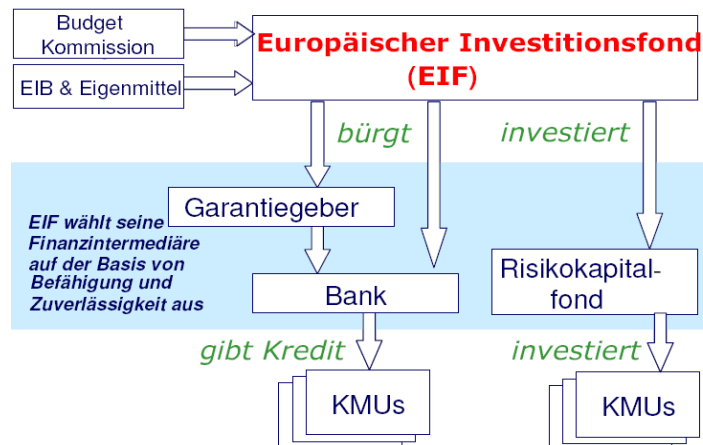 Budget
Kommission
EIB & Eigenmittel
Europäischer Investitionsfond
(EIF)
bürgt
investiert
Garantiegeber
EIF wählt seine
Finanzintermediäre
auf der Basis von
Befähigung und
Zuverlässigkeit aus
Bank
Risikokapital-
fond
gibt Kredit
investiert
KMUs
KMUs